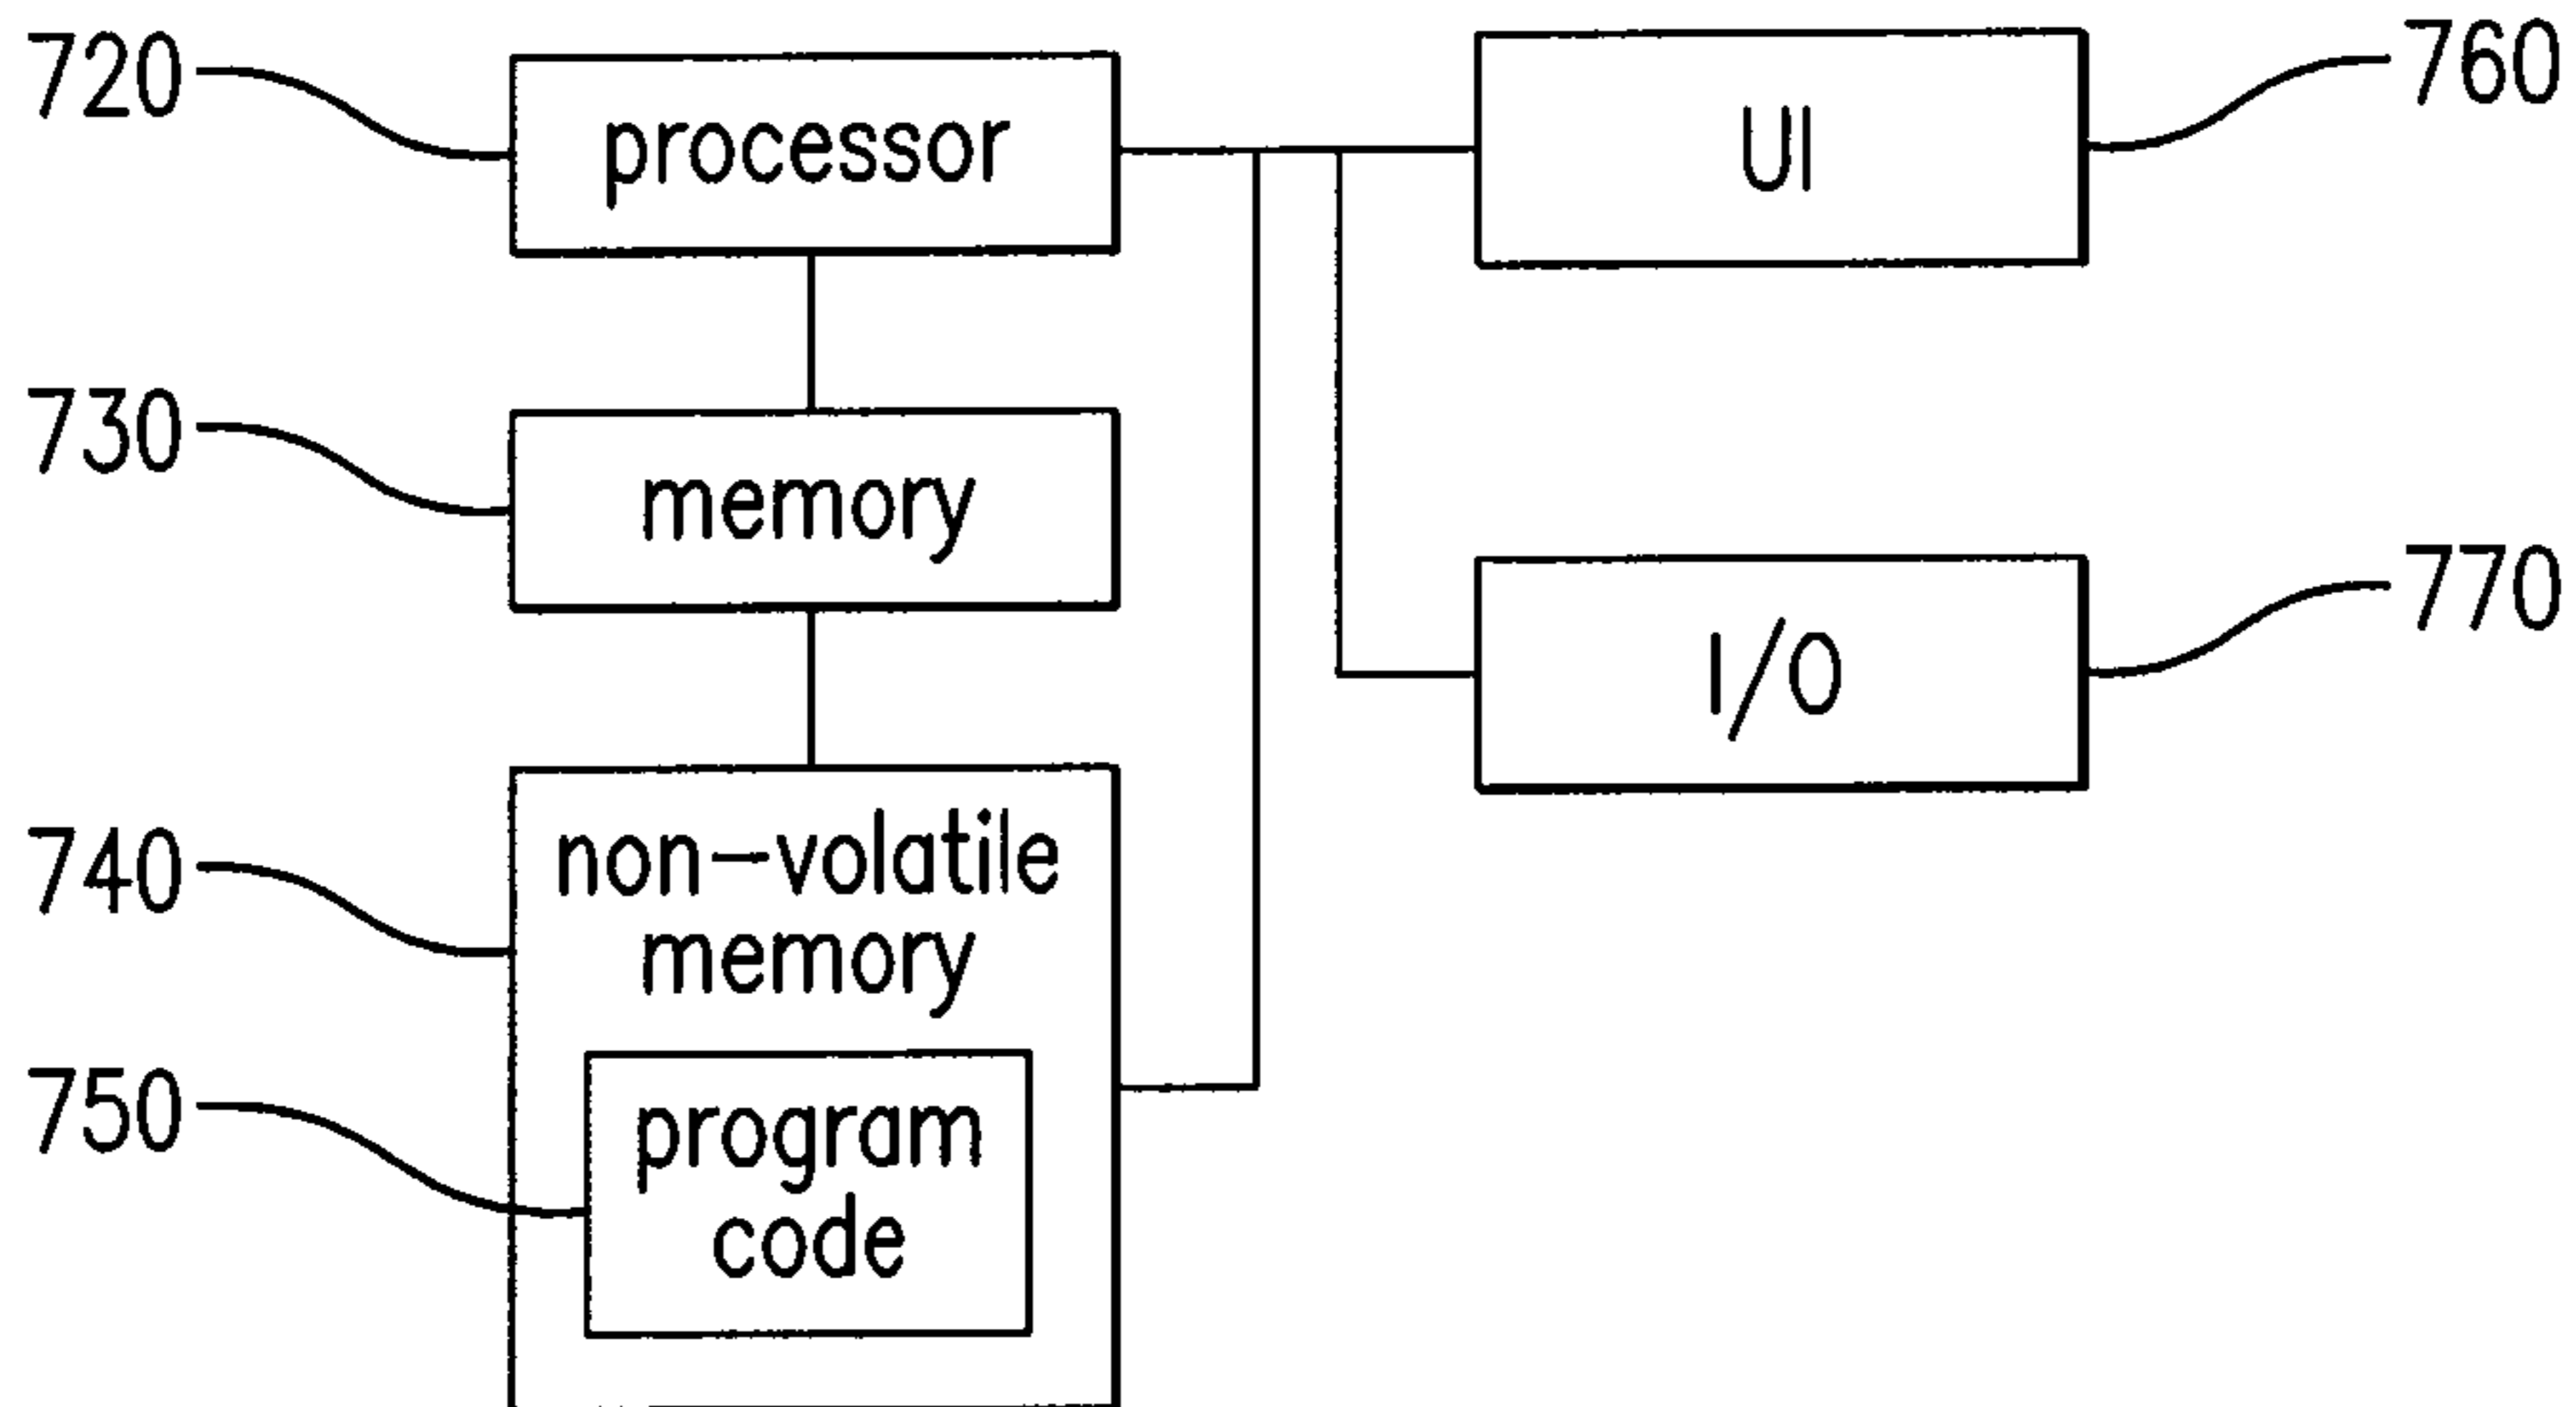 720
processor
UI
760
730
memory
I/O
770
740
non-volatile
memory
750
program
code